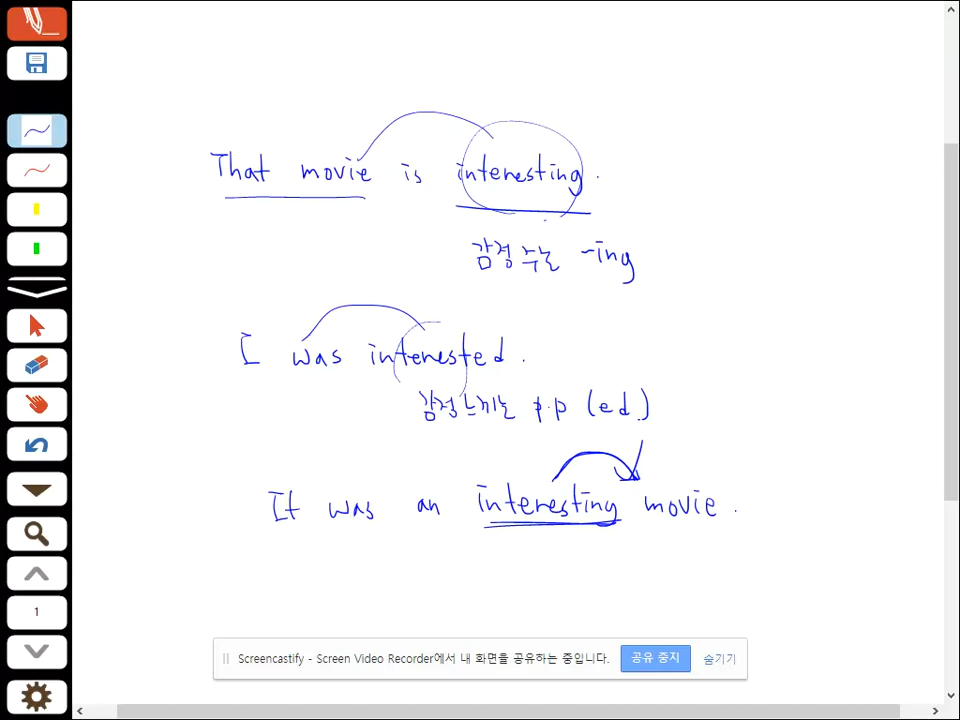 That movie is interesting.
감정 주는 -ing
I was interested.
감정 느끼는 p.p (ed)
It was an interesting movie.
1
Screencastify - Screen Video Recorder에서 내 화면을 공유하는 중입니다. 공유 중지 숨기기